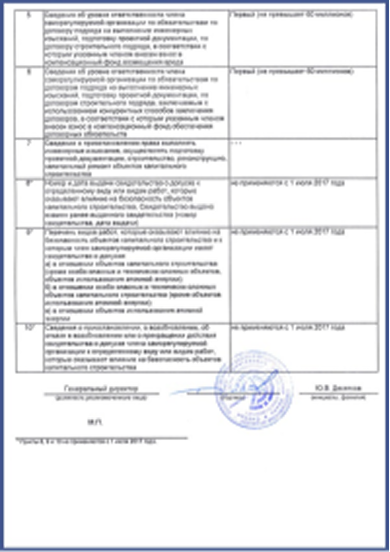 5
Сведения об уровне ответственности члена
саморегулируемой организации по обязательствам по
договору подряда на выполнение инженерных
изысканий, подготовку проектной документации, по
договору строительного подряда, в соответствии с
которым указанным членом внесен взнос в
компенсационный фонд возмещения вреда
Первый (не превышает 60 миллионов)
6
Сведения об уровне ответственности члена
саморегулируемой организации по обязательствам по
договорам подряда на выполнение инженерных
изысканий, подготовку проектной документации, по
договорам строительного подряда, заключаемым с
использованием конкурентных способов заключения
договоров, в соответствии с которым указанным членом
внесен взнос в компенсационный фонд обеспечения
договорных обязательств
Первый (не превышает 60 миллионов)
7
Сведения о приостановлении права выполнять
инженерные изыскания, осуществлять подготовку
проектной документации, строительство, реконструкцию,
капитальный ремонт объектов капитального строительства
---
8*
Номер и дата выдачи свидетельства о допуске к
определенному виду или видам работ, которые
оказывают влияние на безопасность объектов
капитального строительства. Свидетельство выдано
взамен ранее выданного свидетельства (номер
свидетельства, дата выдачи)
не применяются с 1 июля 2017 года
9*
Перечень видов работ, которые оказывают влияние на
безопасность объектов капитального строительства и к
которым член саморегулируемой организации имеет
свидетельство о допуске
а) в отношении объектов капитального строительства
(кроме особо опасных и технически сложных объектов,
объектов использования атомной энергии);
б) в отношении особо опасных и технически сложных
объектов капитального строительства (кроме объектов
использования атомной энергии);
в) в отношении объектов использования атомной
энергии
не применяются с 1 июля 2017 года
10*
Сведения о приостановлении, о возобновлении, об
отказе в возобновлении или о прекращении действия
свидетельства о допуске члена саморегулируемой
организации к определенному виду или видам работ,
которые оказывают влияние на безопасность объектов
капитального строительства
не применяются с 1 июля 2017 года
Генеральный директор
(должность уполномоченного лица)
(подпись)
Ю.В.
(инициалы, фамилия)
М.П.
* Пункты 8, 9 и 10 не применяются с 1 июля 2017 года.